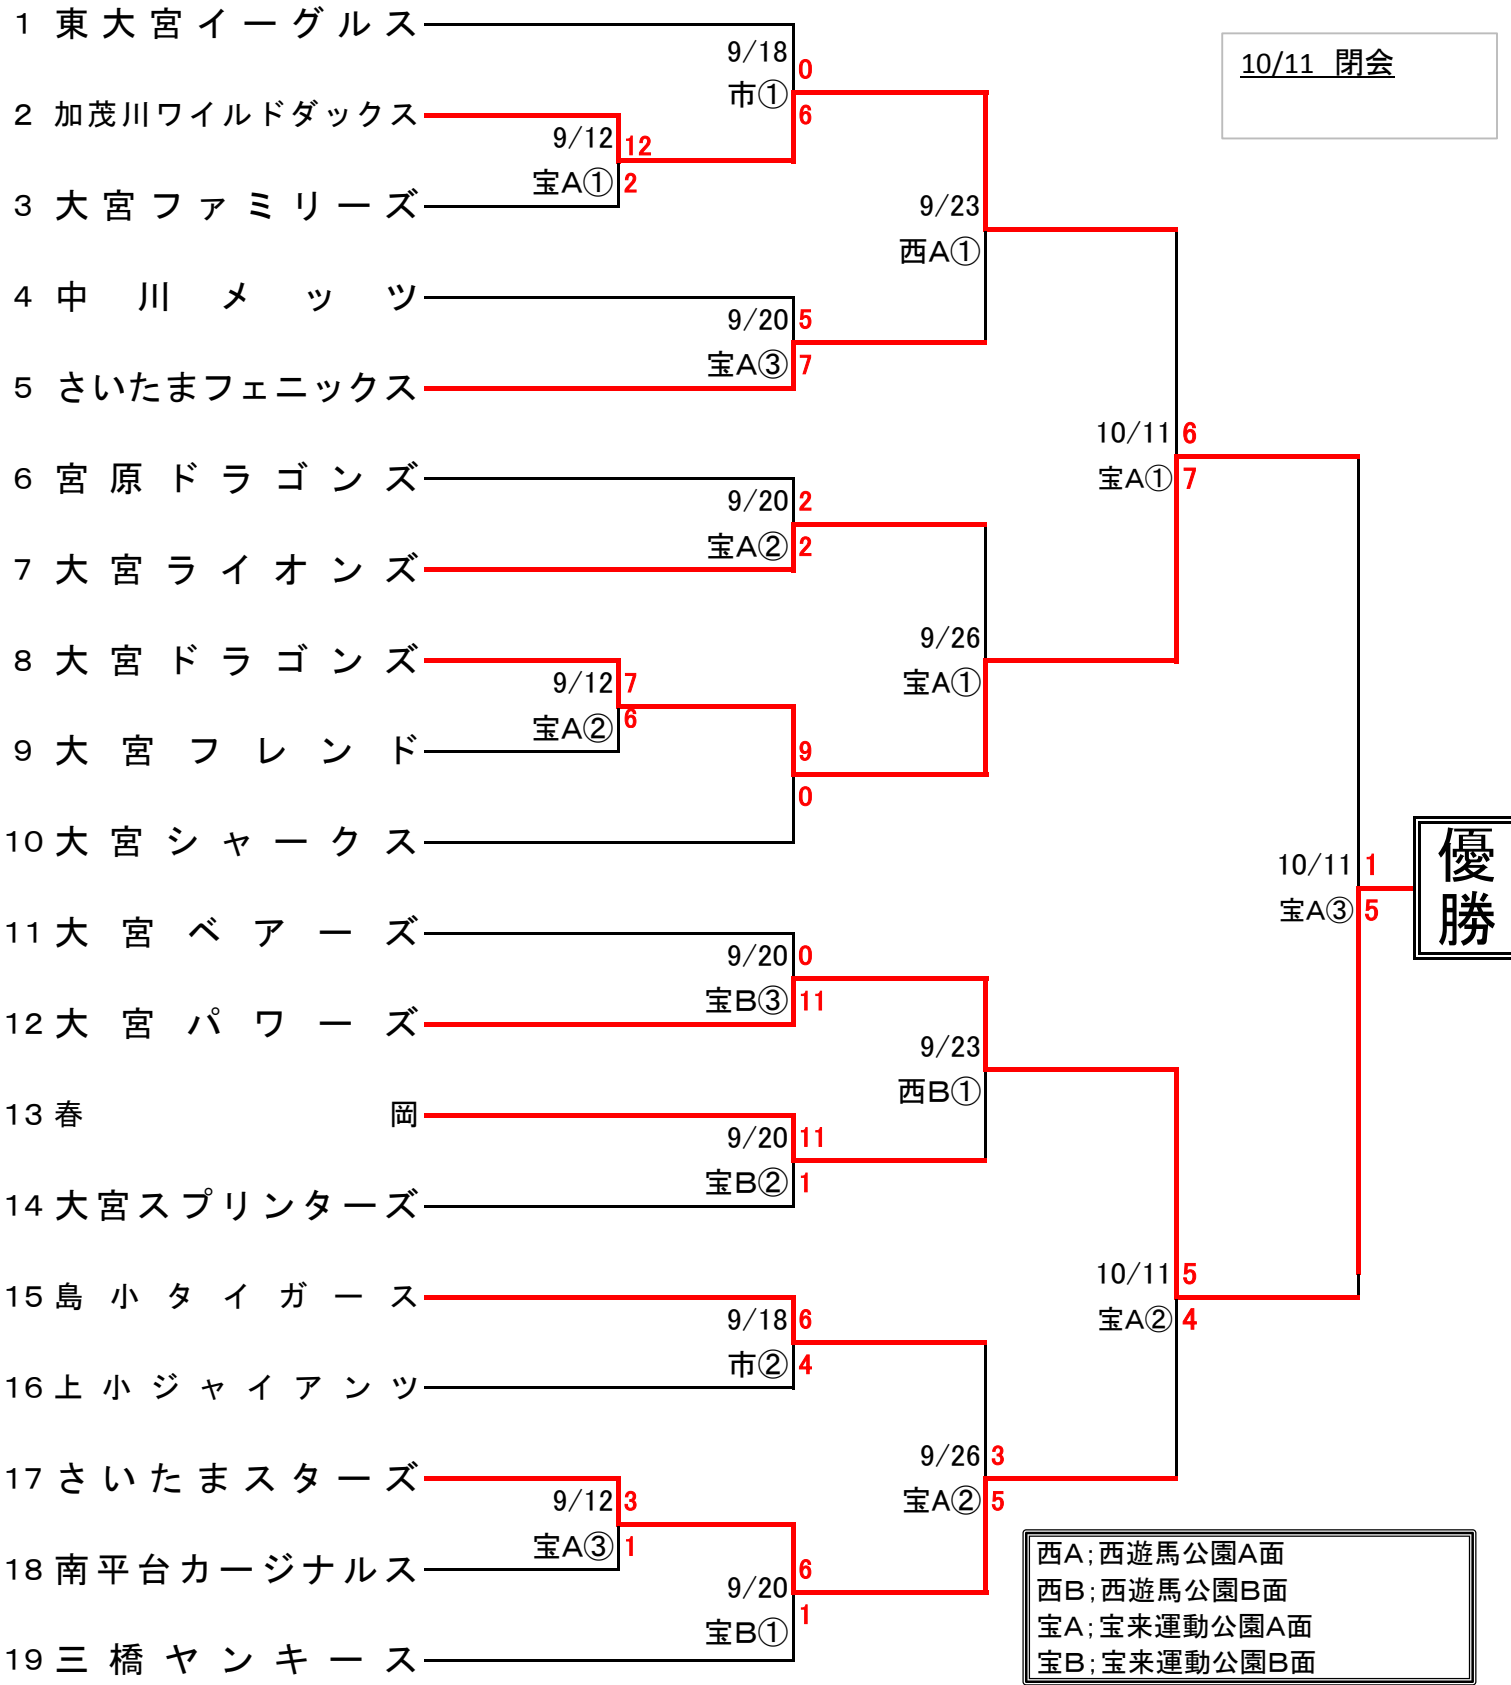 1 東大宮イーグルス
9/18 0
10/11 閉会
市① 6
2 加茂川ワイルドダックス
9/12 12
宝A① 2
3 大宮ファミリーズ
9/23
西A①
4 中川メッツ
9/20 5
宝A③ 7
5 さいたまフェニックス
10/11 6
宝A① 7
6 宮原ドラゴンズ
9/20 2
宝A② 2
7 大宮ライオンズ
9/26
宝A①
8 大宮ドラゴンズ
9/12 7
宝A② 6
9 大宮フレンド
9
0
10 大宮シャークス
10/11 1
宝A③ 5
優勝
11 大宮ベアーズ
9/20 0
宝B③ 11
12 大宮パワーズ
9/23
西B①
13 春岡
9/20 11
宝B② 1
14 大宮スプリンターズ
10/11 5
宝A② 4
15 島小タイガース
9/18 6
市② 4
16 上小ジャイアンツ
9/26 3
宝A② 5
17 さいたまスターズ
9/12 3
宝A③ 1
18 南平台カージナルス
9/20 6
宝B① 1
19 三橋ヤンキース
西A;西遊馬公園A面
西B;西遊馬公園B面
宝A;宝来運動公園A面
宝B;宝来運動公園B面